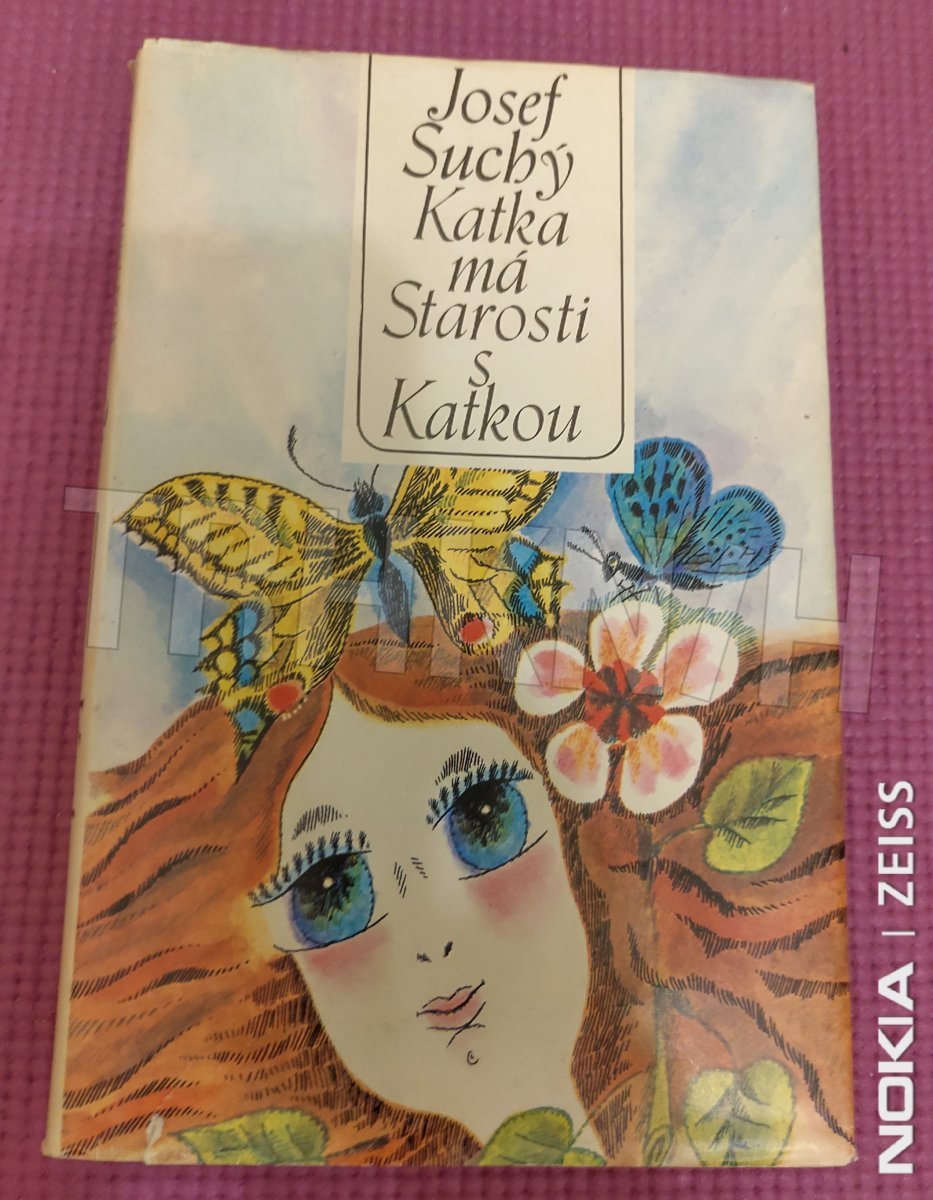 Josef
Suchý
Katka
má
Starosti
s
Katkou
NOKIA | ZEISS